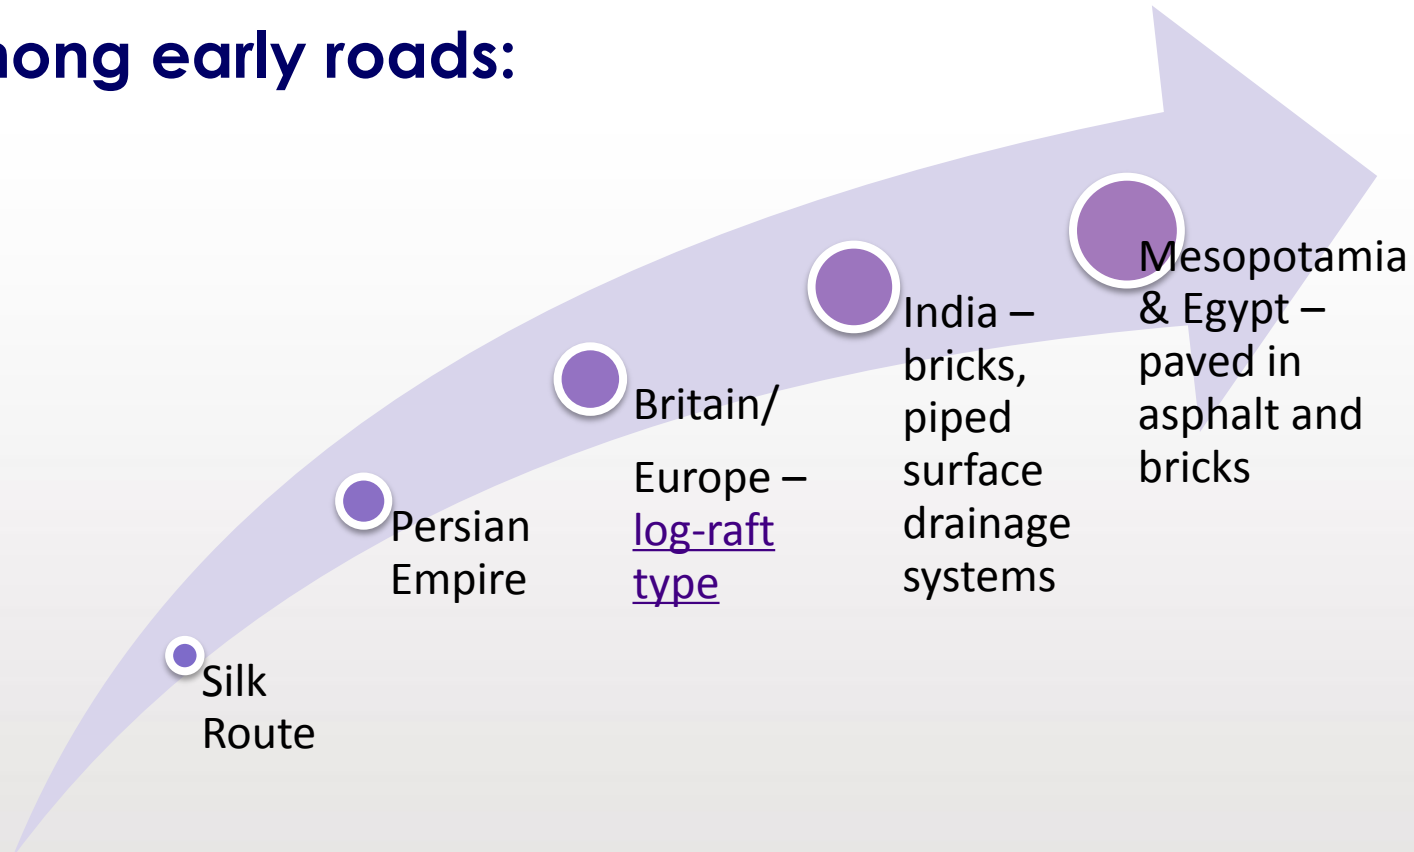 early roads:
Silk
Route
Persian
Empire
Britain/
Europe –
log-raft
type
India –
bricks,
piped
surface
drainage
systems
Mesopotamia
& Egypt –
paved in
asphalt and
bricks